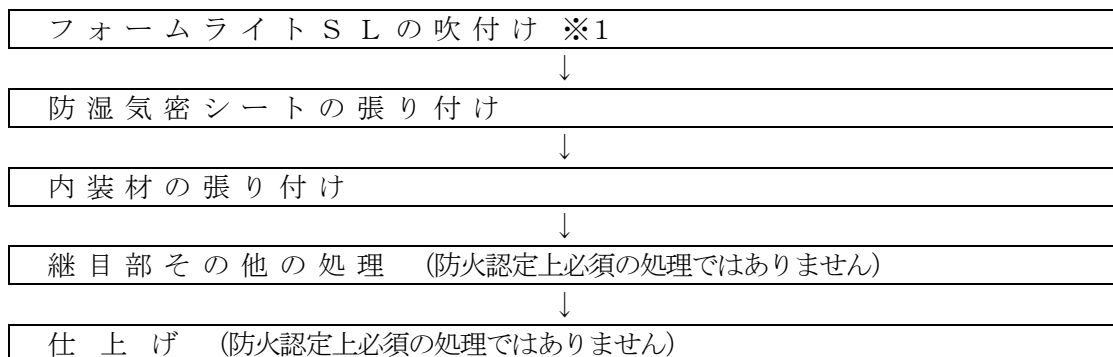 フォームライトＳＬの吹付け ※1
↓
防湿気密シートの張り付け
↓
内装材の張り付け
↓
継目部その他の処理 (防火認定上必須の処理ではありません)
↓
仕上げ (防火認定上必須の処理ではありません)